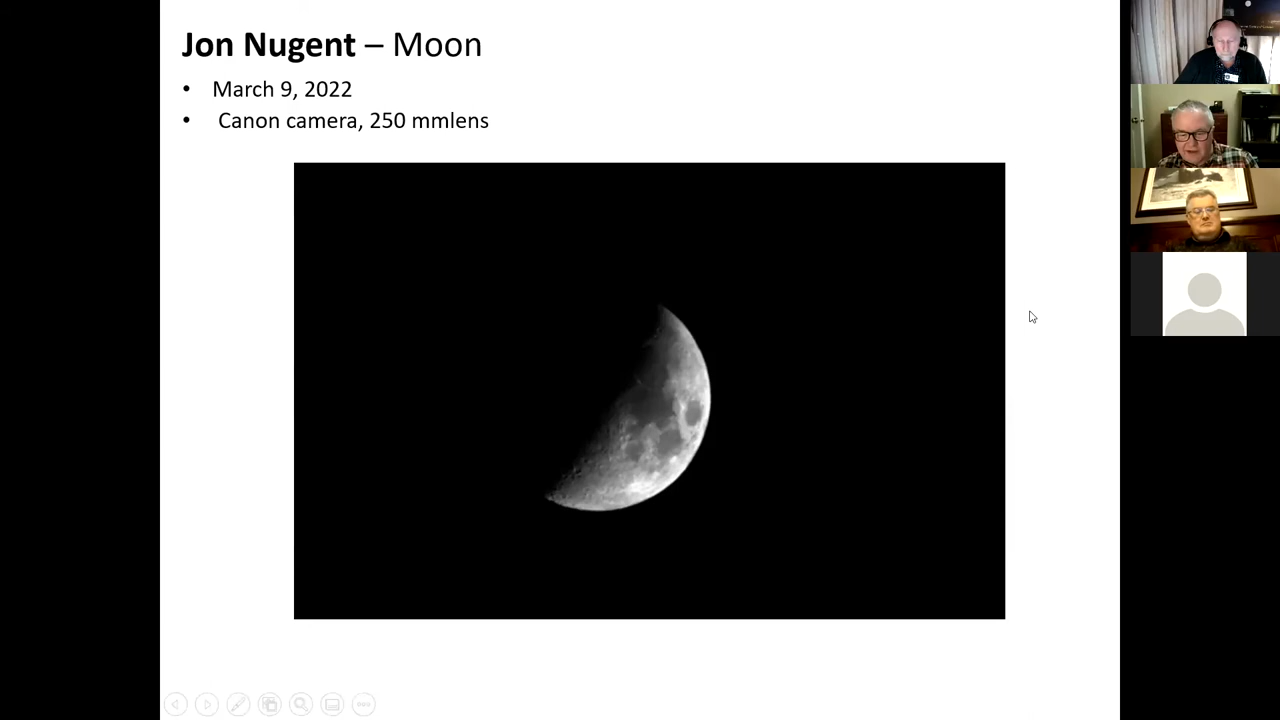 Jon Nugent – Moon
• March 9, 2022
• Canon camera, 250 mmlens